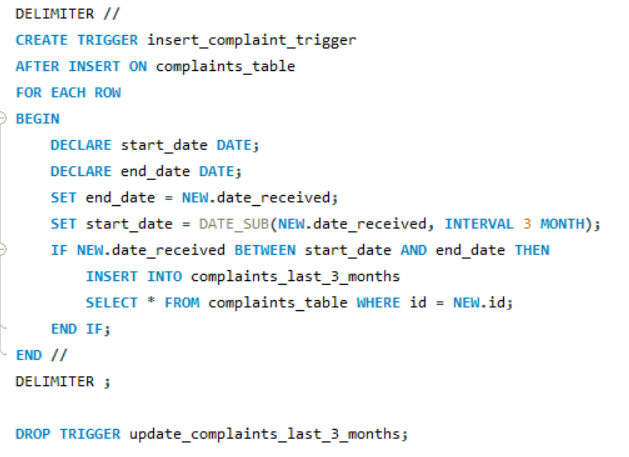 DELIMITER //
CREATE TRIGGER insert_complaint_trigger
AFTER INSERT ON complaints_table
FOR EACH ROW
BEGIN
    DECLARE start_date DATE;
    DECLARE end_date DATE;
    SET end_date = NEW.date_received;
    SET start_date = DATE_SUB(NEW.date_received, INTERVAL 3 MONTH);
    IF NEW.date_received BETWEEN start_date AND end_date THEN
        INSERT INTO complaints_last_3_months
        SELECT * FROM complaints_table WHERE id = NEW.id;
    END IF;
END //
DELIMITER ;
DROP TRIGGER update_complaints_last_3_months;